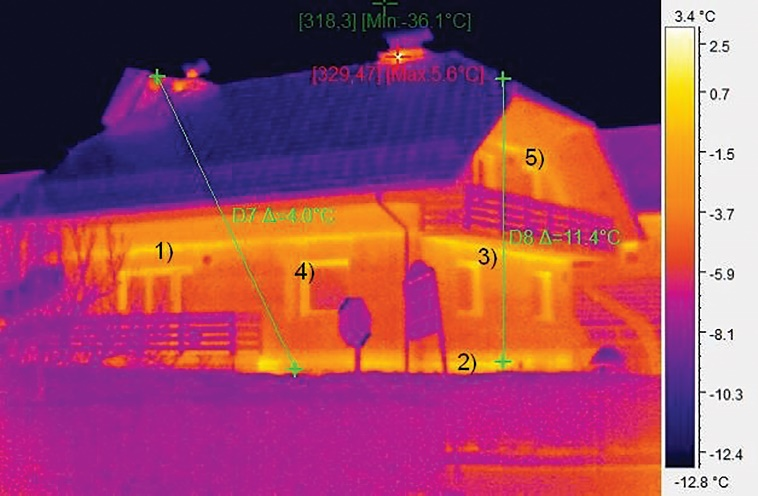 3.4 °C
[318,3] [Min.-36.1°C]
2.5
[329,47] [Max.5.6°C]
0.7
-1.5
5)
-3.7
D7 Δ=4.0°C
D8 Δ=11.4°C
1)
3)
4)
-5.9
-8.1
2)
-10.3
-12.4
-12.8 °C